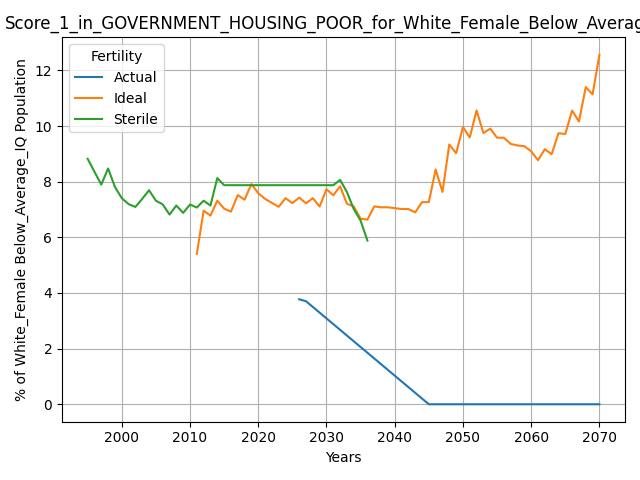 Score_1_in_GOVERNMENT_HOUSING_POOR_for_White_Female_Below_Averag
Fertility
Actual
Ideal
Sterile
% of White_Female Below_Average_IQ Population
12
10
8
6
4
2
0
2000 2010 2020 2030 2040 2050 2060 2070
Years